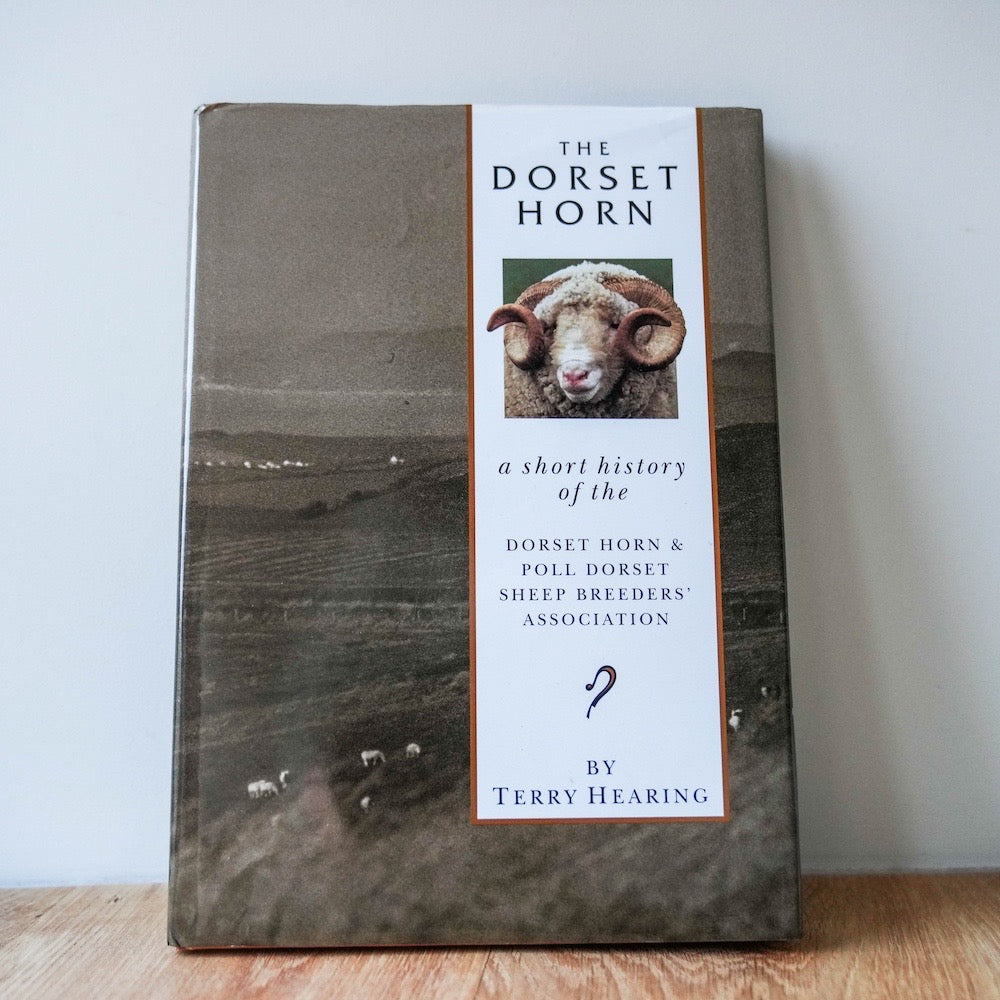 THE
DORSET
HORN
a short history
of the
DORSET HORN &
POLL DORSET
SHEEP BREEDERS'
ASSOCIATION
BY
TERRY HEARING